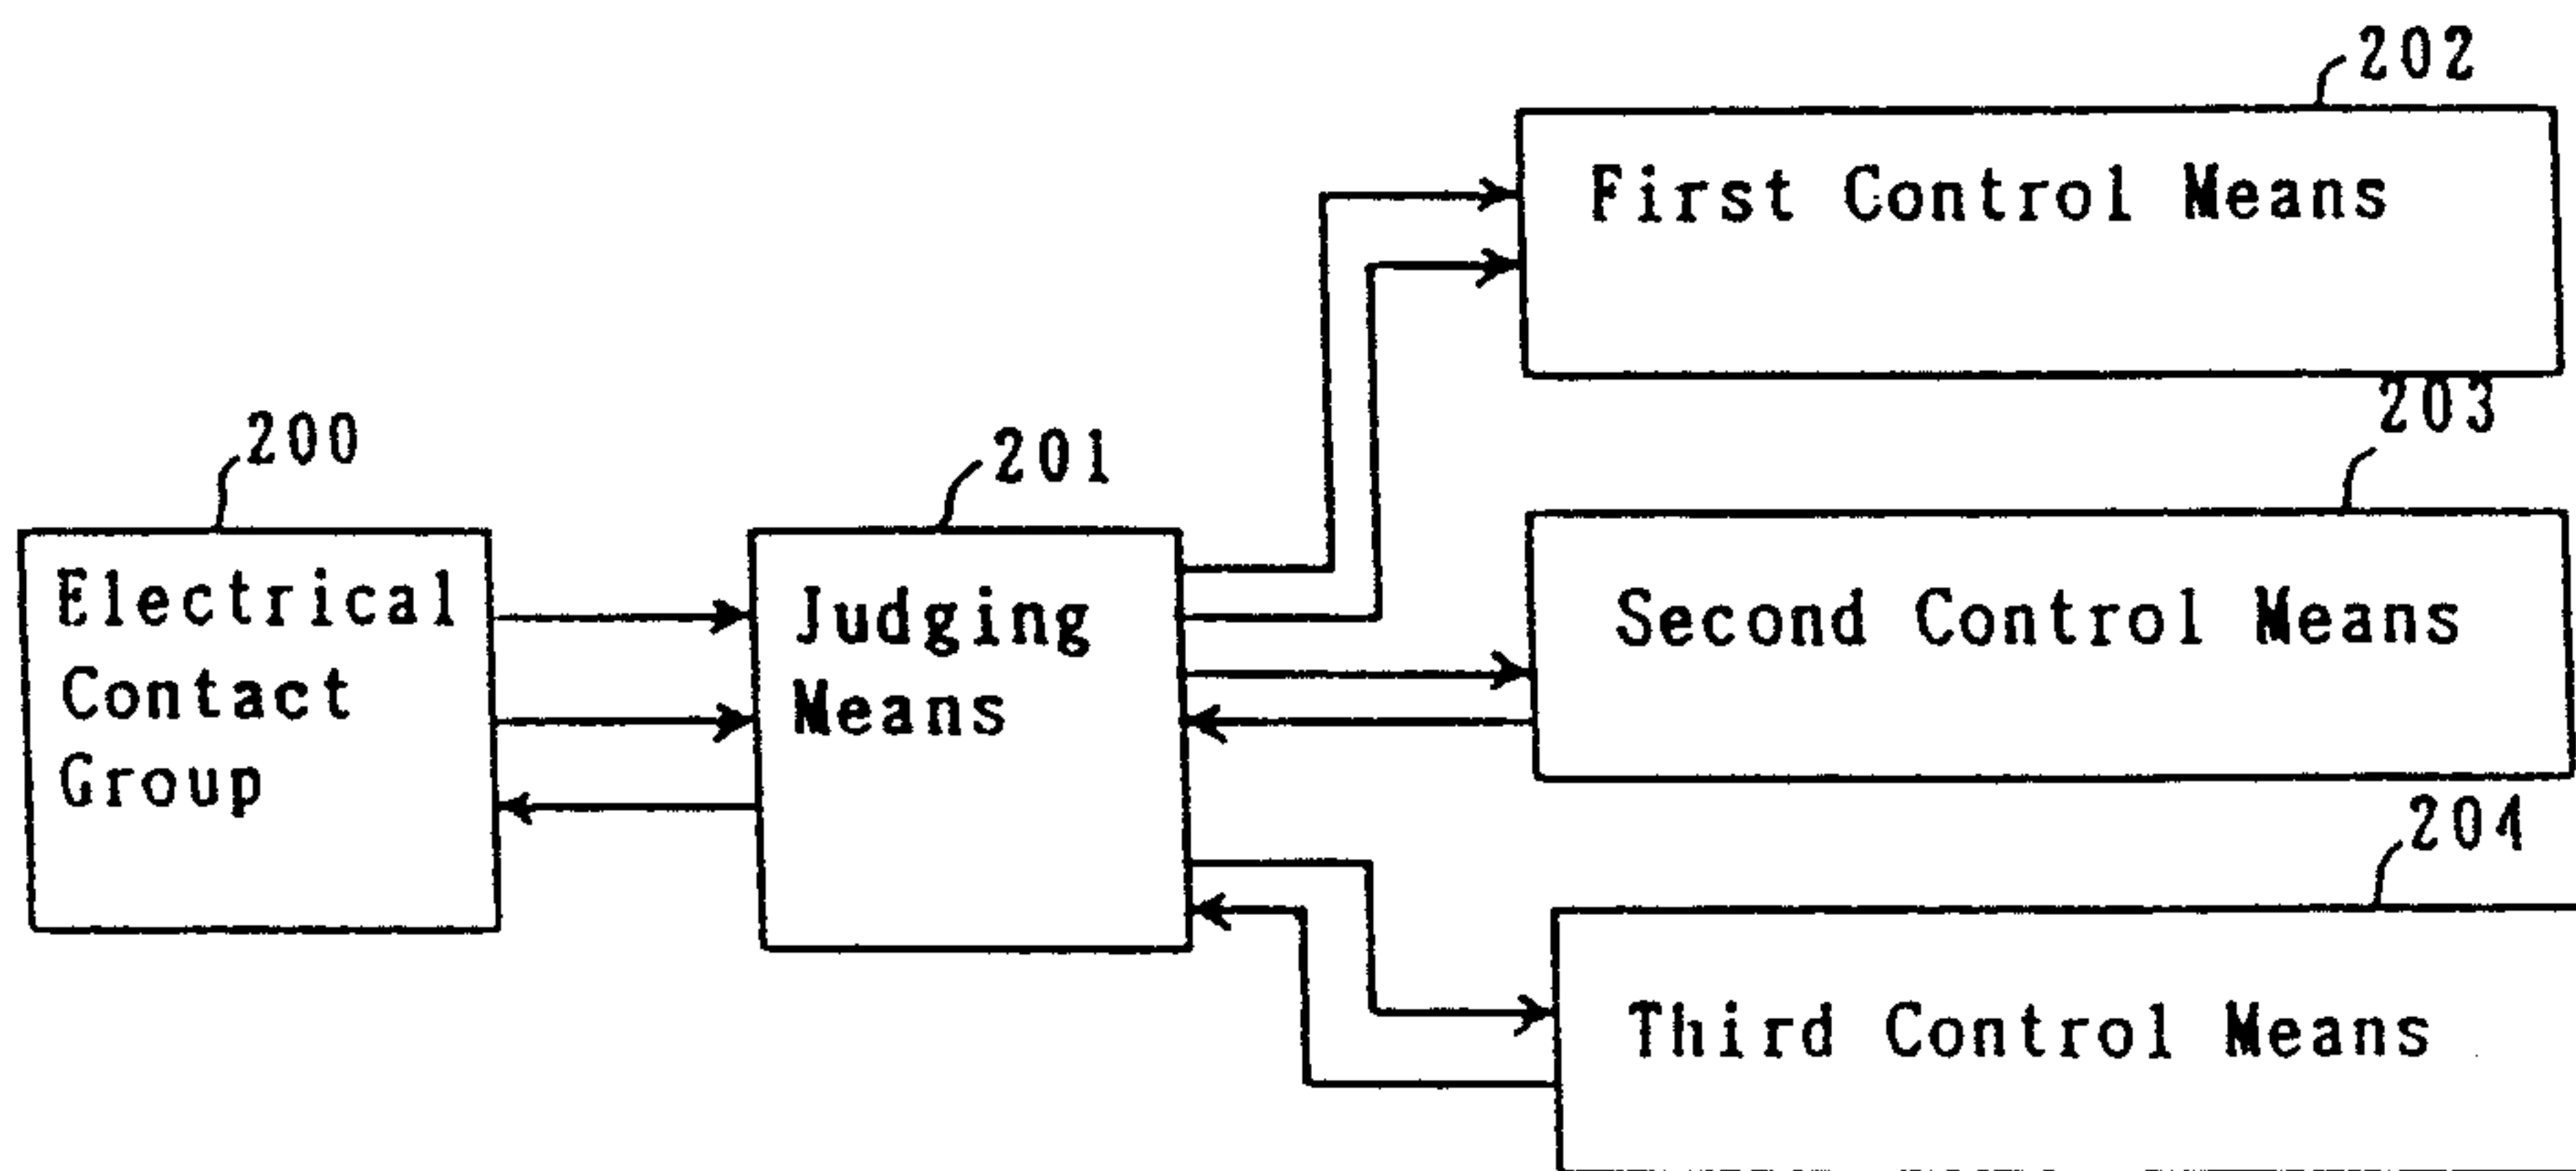 202
First Control Means
203
200
201
Electrical
Contact
Group
Judging
Means
Second Control Means
204
Third Control Means